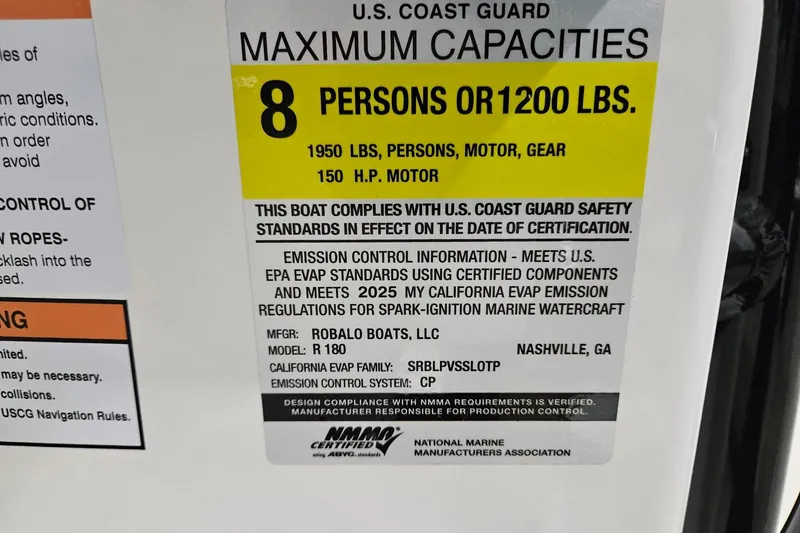 les of
m angles,
ric conditions.
n order
avoid
CONTROL OF
W ROPES-
cklash into the
sed.
NG
nited.
may be necessary.
collisions.
USCG Navigation Rules.
U.S. COAST GUARD
MAXIMUM CAPACITIES
8 PERSONS OR 1200 LBS.
1950 LBS, PERSONS, MOTOR, GEAR
150 H.P. MOTOR
THIS BOAT COMPLIES WITH U.S. COAST GUARD SAFETY
STANDARDS IN EFFECT ON THE DATE OF CERTIFICATION.
EMISSION CONTROL INFORMATION - MEETS U.S.
EPA EVAP STANDARDS USING CERTIFIED COMPONENTS
AND MEETS 2025 MY CALIFORNIA EVAP EMISSION
REGULATIONS FOR SPARK-IGNITION MARINE WATERCRAFT
MFGR: ROBALO BOATS, LLC
MODEL: R 180 NASHVILLE, GA
CALIFORNIA EVAP FAMILY: SRBLPVSSLOTP
EMISSION CONTROL SYSTEM: CP
DESIGN COMPLIANCE WITH NMMA REQUIREMENTS IS VERIFIED.
MANUFACTURER RESPONSIBLE FOR PRODUCTION CONTROL.
NMMA®
CERTIFIED
using ABYC. standards
NATIONAL MARINE
MANUFACTURERS ASSOCIATION